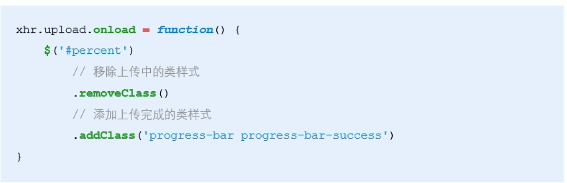 xhr.upload.onload = function() {
    $('#percent')
        // 移除上传中的类样式
        .removeClass()
        // 添加上传完成的类样式
        .addClass('progress-bar progress-bar-success')
}